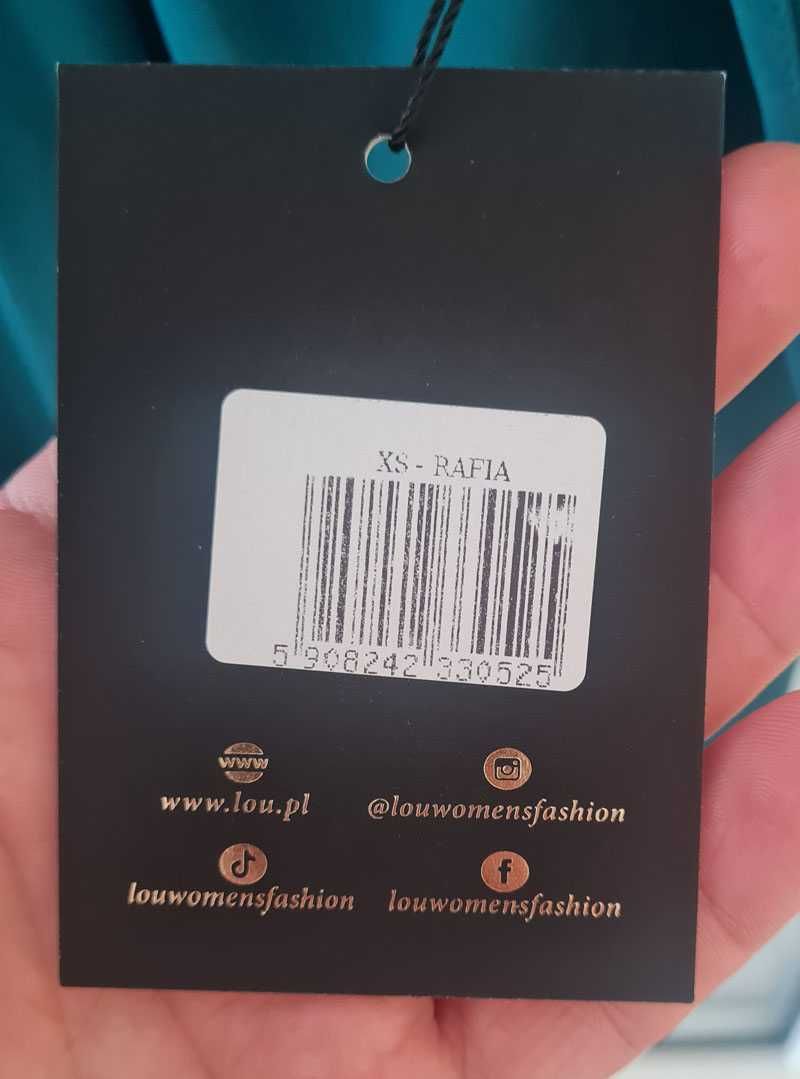 XS - RAFIA
5 908242 330525
www
www.lou.pl
@louwomensfashion
louwomensfashion
louwomensfashion